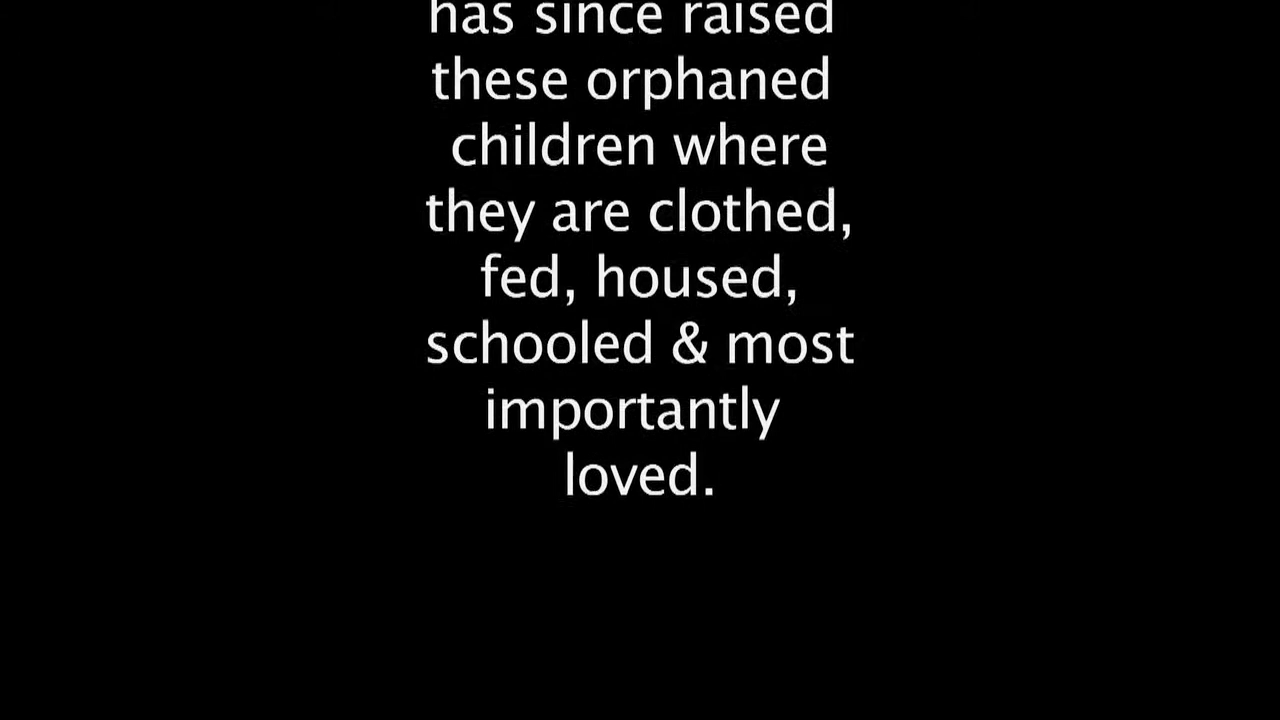 has since raised
these orphaned
children where
they are clothed,
fed, housed,
schooled & most
importantly
loved.